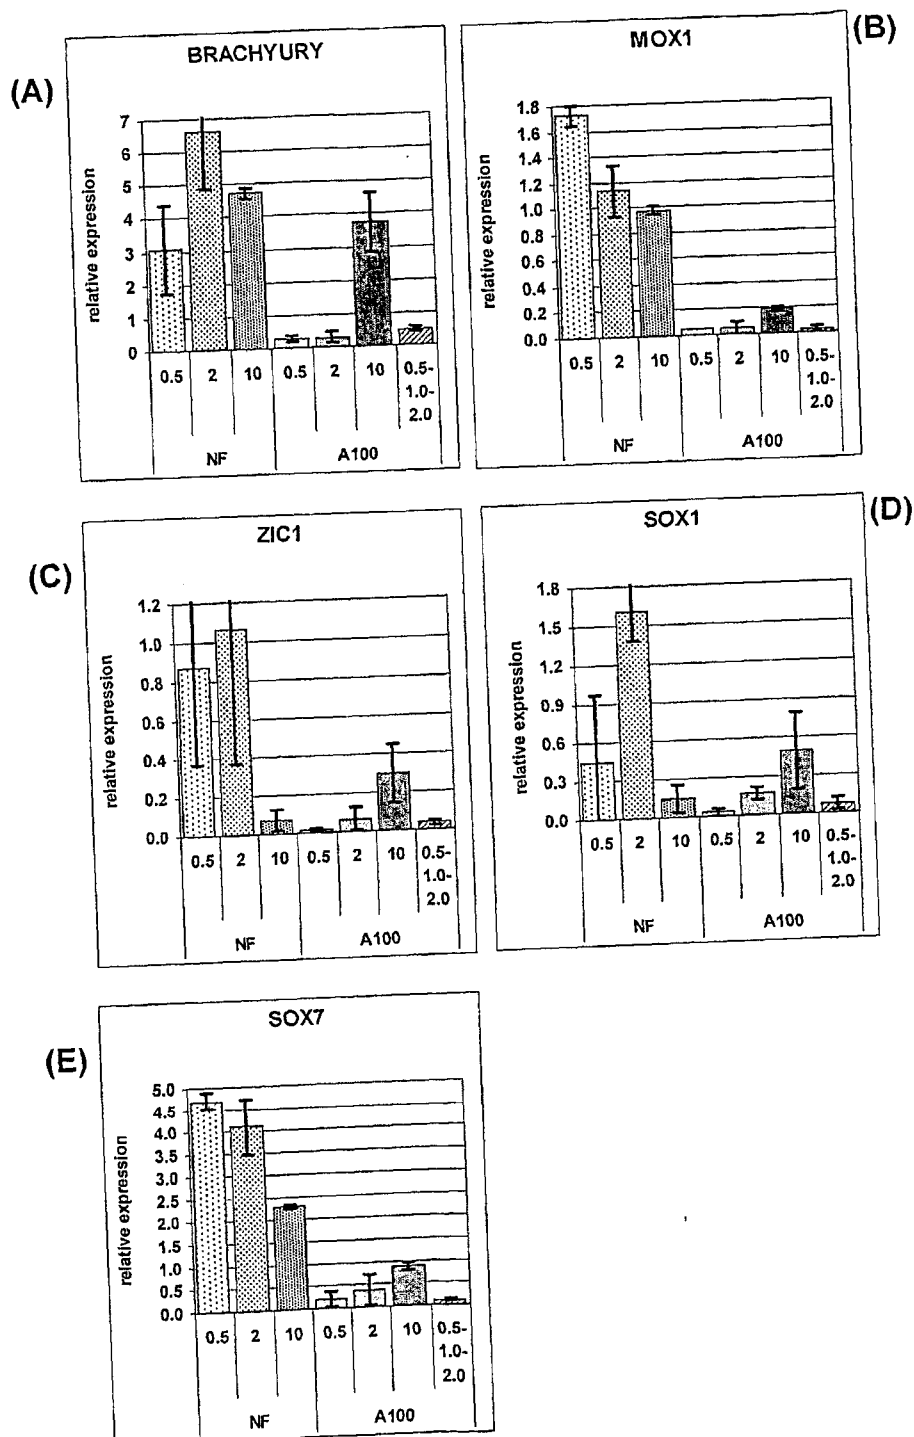 (A)
BRACHYURY
relative expression
7
6
5
4
3
2
1
0
0.5 2 10 0.5 2 10 0.5-
1.0-
2.0
NF A100
(B)
MOX1
relative expression
1.8
1.6
1.4
1.2
1.0
0.8
0.6
0.4
0.2
0.0
0.5 2 10 0.5 2 10 0.5-
1.0-
2.0
NF A100
(C)
ZIC1
relative expression
1.2
1.0
0.8
0.6
0.4
0.2
0.0
0.5 2 10 0.5 2 10 0.5-
1.0-
2.0
NF A100
(D)
SOX1
relative expression
1.8
1.5
1.2
0.9
0.6
0.3
0.0
0.5 2 10 0.5 2 10 0.5-
1.0-
2.0
NF A100
(E)
SOX7
relative expression
5.0
4.5
4.0
3.5
3.0
2.5
2.0
1.5
1.0
0.5
0.0
0.5 2 10 0.5 2 10 0.5-
1.0-
2.0
NF A100